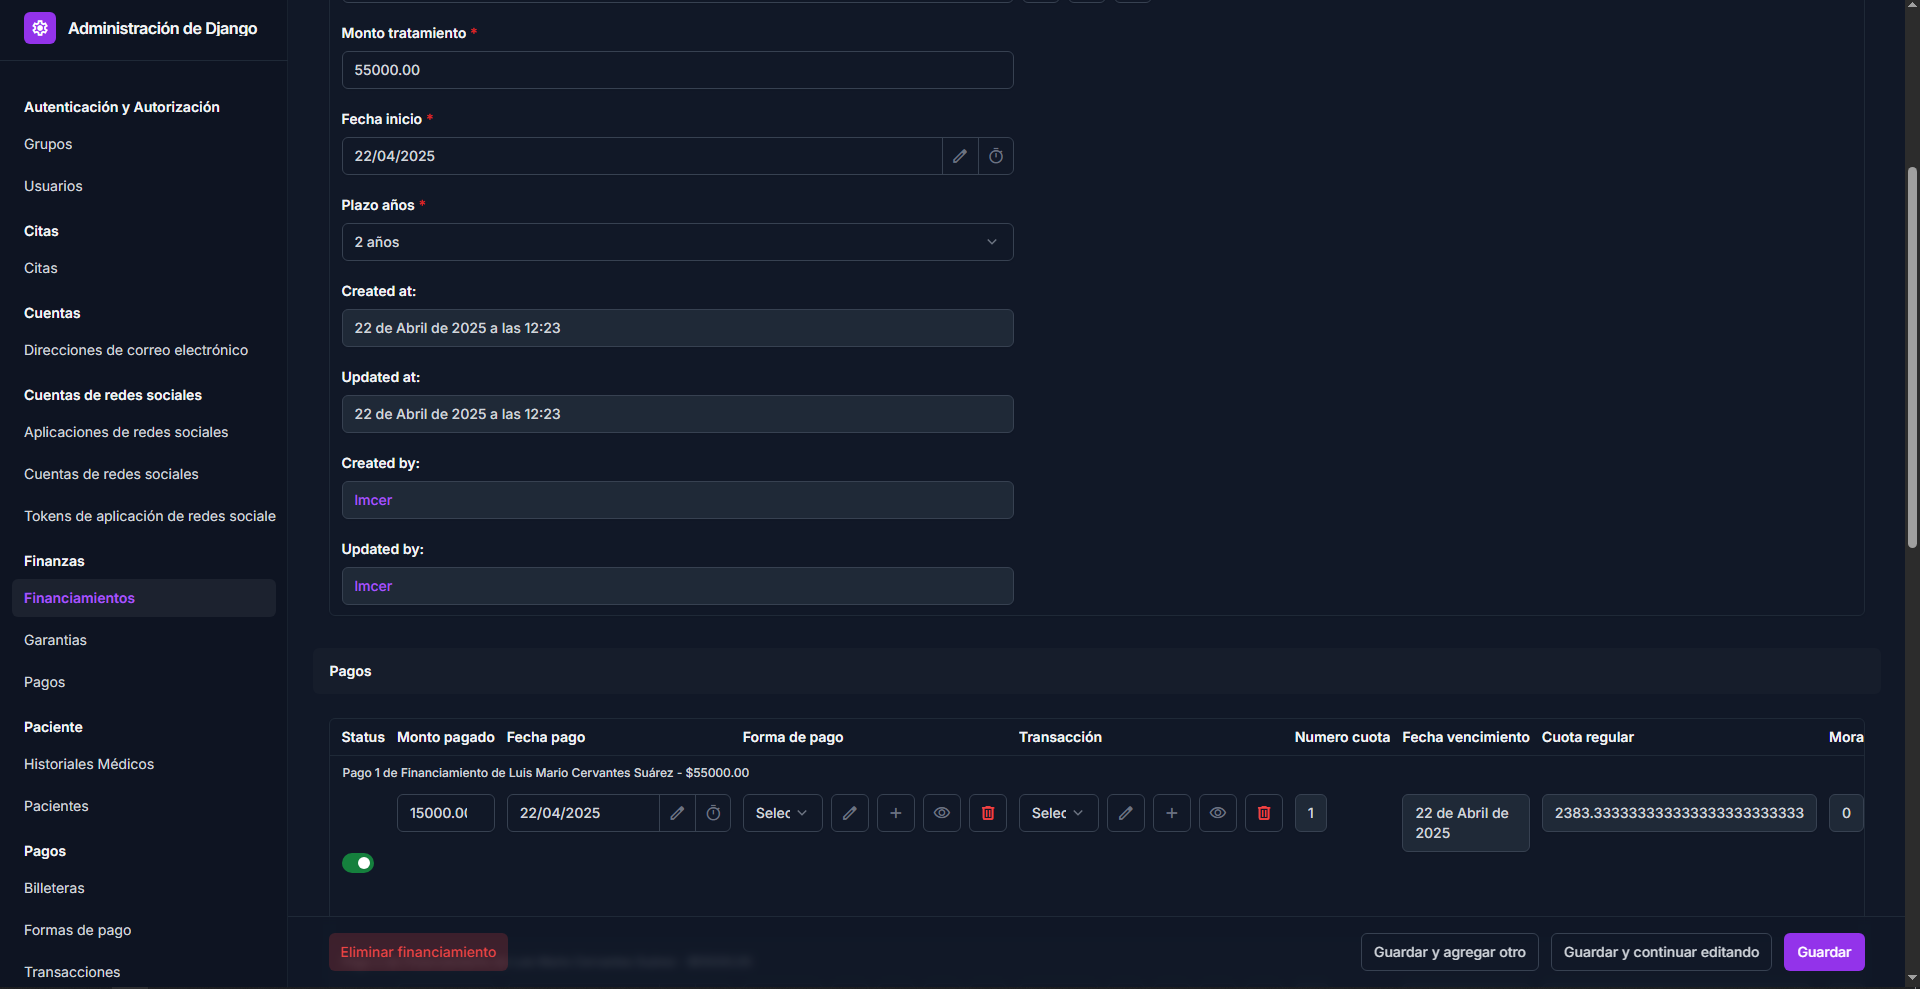 Administración de Django
Autenticación y Autorización
Grupos
Usuarios
Citas
Citas
Cuentas
Direcciones de correo electrónico
Cuentas de redes sociales
Aplicaciones de redes sociales
Cuentas de redes sociales
Tokens de aplicación de redes sociale
Finanzas
Financiamientos
Garantias
Pagos
Paciente
Historiales Médicos
Pacientes
Pagos
Billeteras
Formas de pago
Transacciones
Monto tratamiento *
55000.00
Fecha inicio *
22/04/2025
Plazo años *
2 años
Created at:
22 de Abril de 2025 a las 12:23
Updated at:
22 de Abril de 2025 a las 12:23
Created by:
lmcer
Updated by:
lmcer
Pagos
Status Monto pagado Fecha pago Forma de pago Transacción Numero cuota Fecha vencimiento Cuota regular Mora
Pago 1 de Financiamiento de Luis Mario Cervantes Suárez - $55000.00
15000.00 22/04/2025 Selec Selec 1 22 de Abril de 2025 2383.333333333333333333333333 0
Eliminar financiamiento
Guardar y agregar otro Guardar y continuar editando Guardar